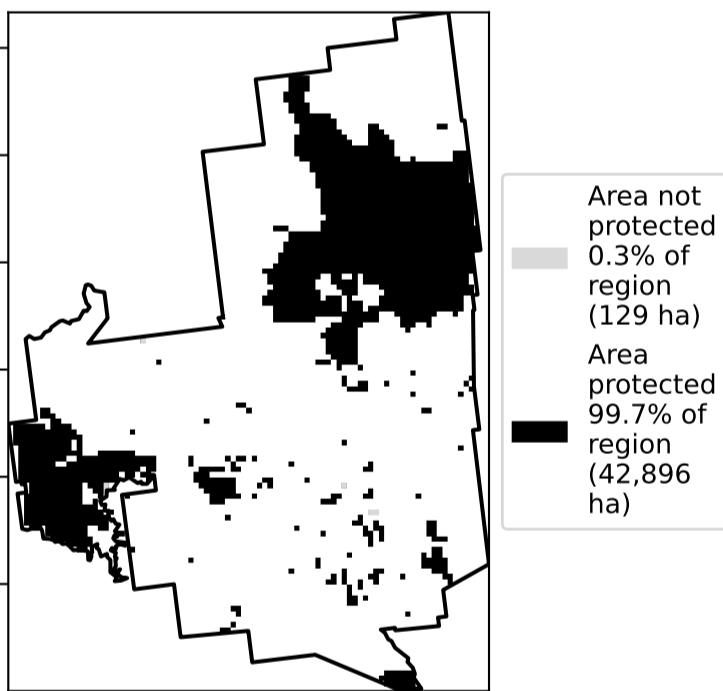 Area not
protected
0.3% of
region
(129 ha)
Area
protected
99.7% of
region
(42,896
ha)